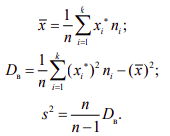 x̄ = 1/n ∑_{i=1}^{k} x_i^* n_i;
D_в = 1/n ∑_{i=1}^{k} (x_i^*)^2 n_i − (x̄)^2;
s^2 = n/(n−1) D_в.